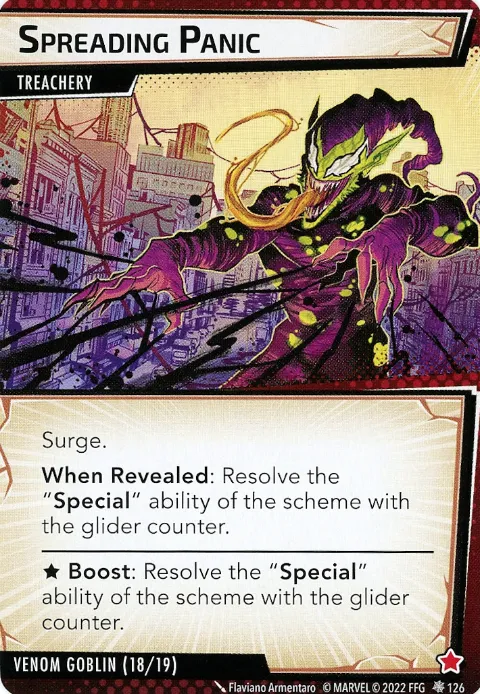 SPREADING PANIC
TREACHERY
Surge.
When Revealed: Resolve the
"Special" ability of the scheme with
the glider counter.
★ Boost: Resolve the "Special"
ability of the scheme with the glider
counter.
VENOM GOBLIN (18/19)
Flaviano Armentaro © MARVEL © 2022 FFG 126